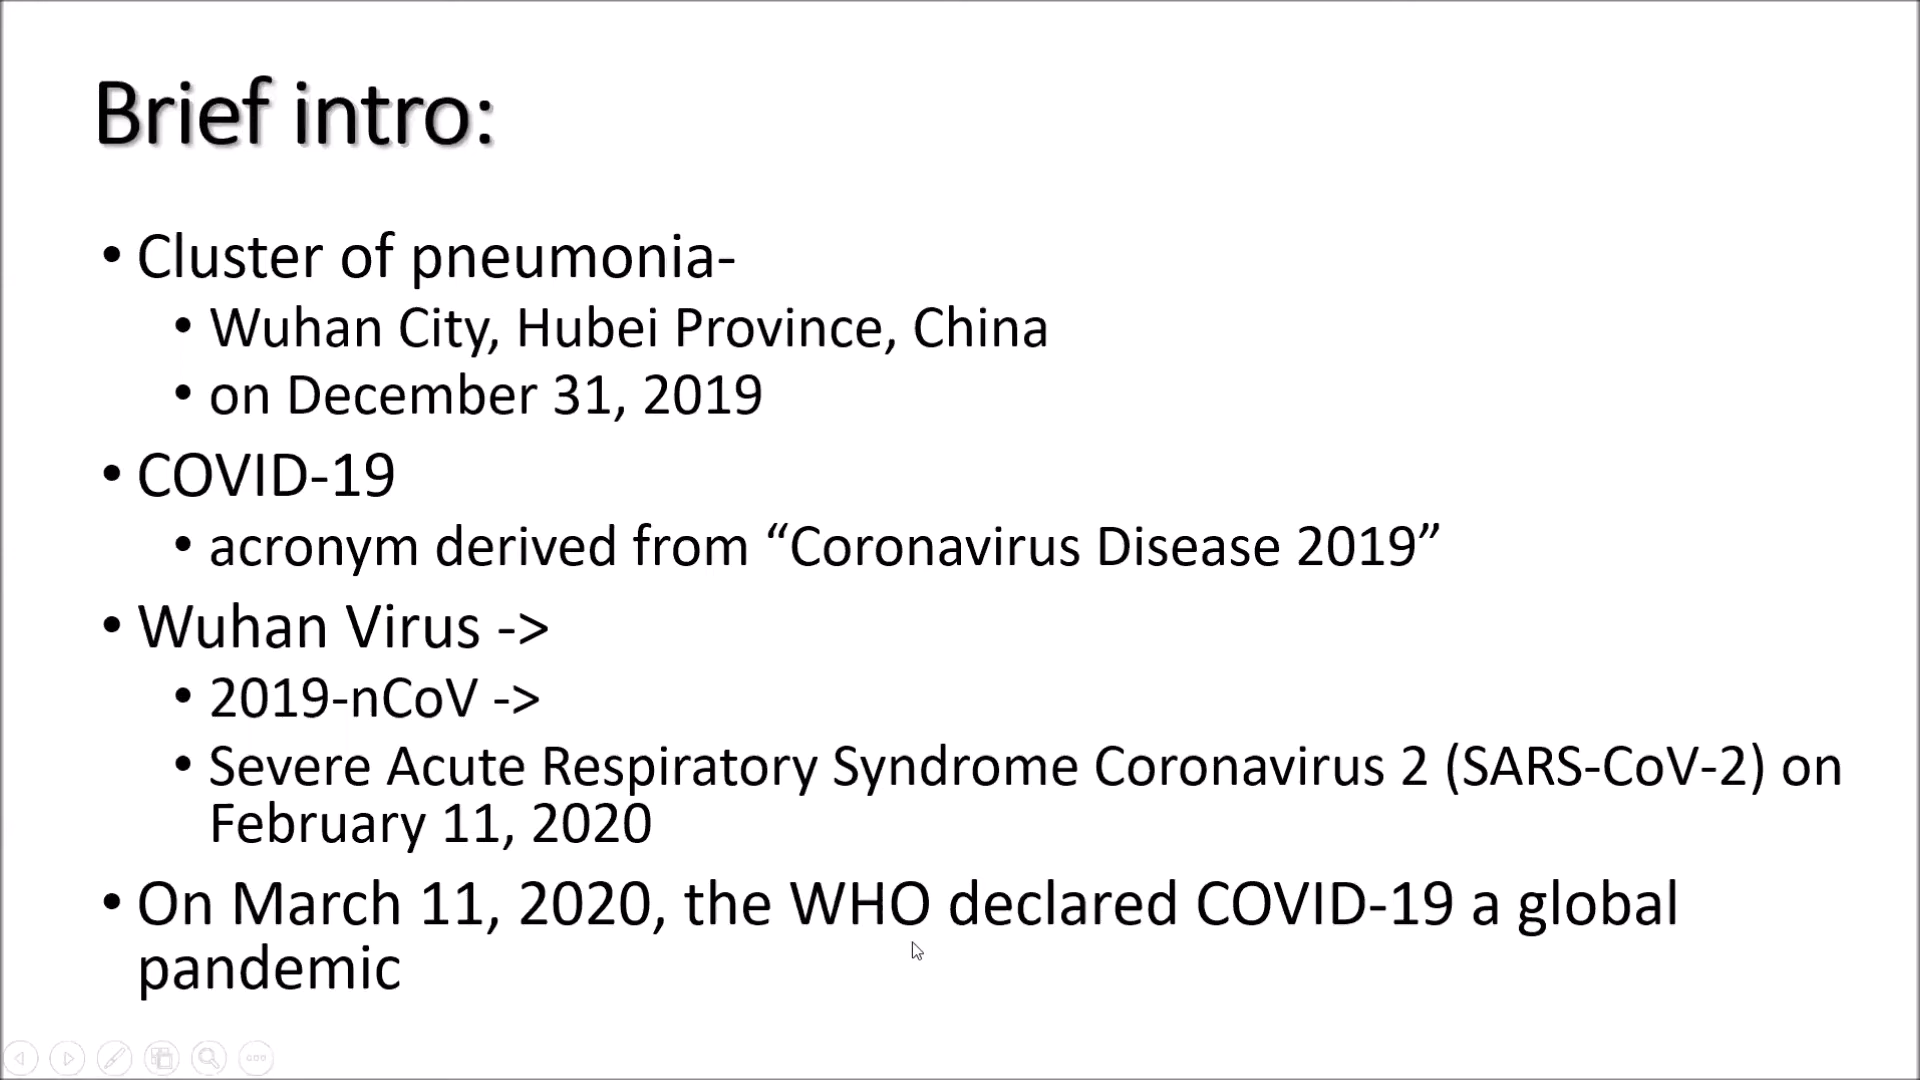 Brief intro:
• Cluster of pneumonia-
• Wuhan City, Hubei Province, China
• on December 31, 2019
• COVID-19
• acronym derived from “Coronavirus Disease 2019”
• Wuhan Virus ->
• 2019-nCoV ->
• Severe Acute Respiratory Syndrome Coronavirus 2 (SARS-CoV-2) on
February 11, 2020
• On March 11, 2020, the WHO declared COVID-19 a global
pandemic